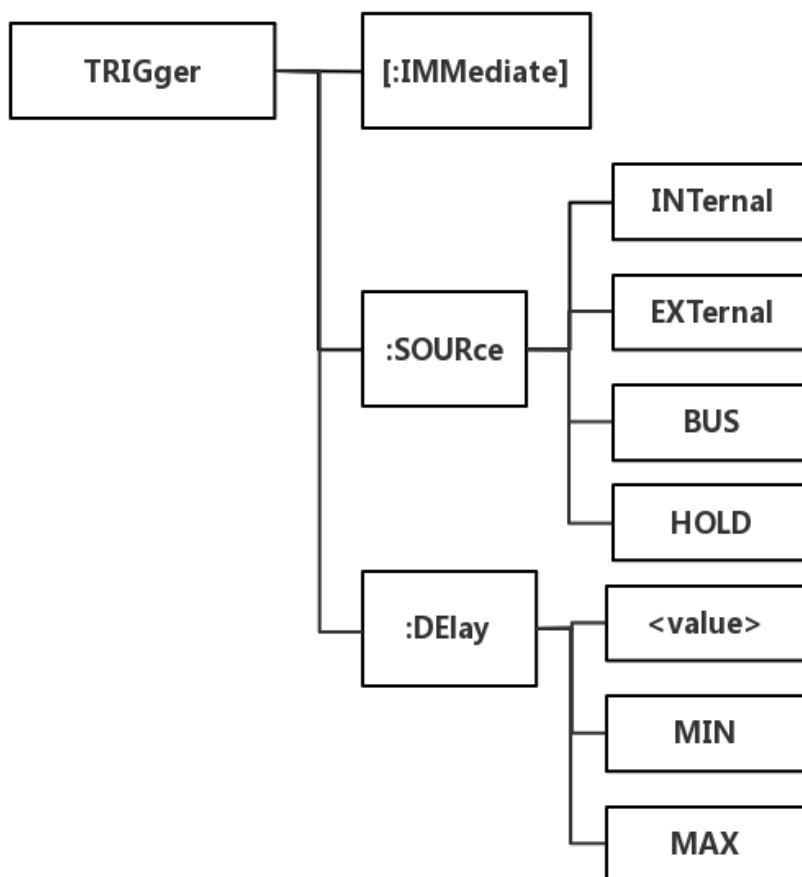 TRIGger
[:IMMediate]
INTernal
EXTernal
:SOURce
BUS
HOLD
:DElay
<value>
MIN
MAX